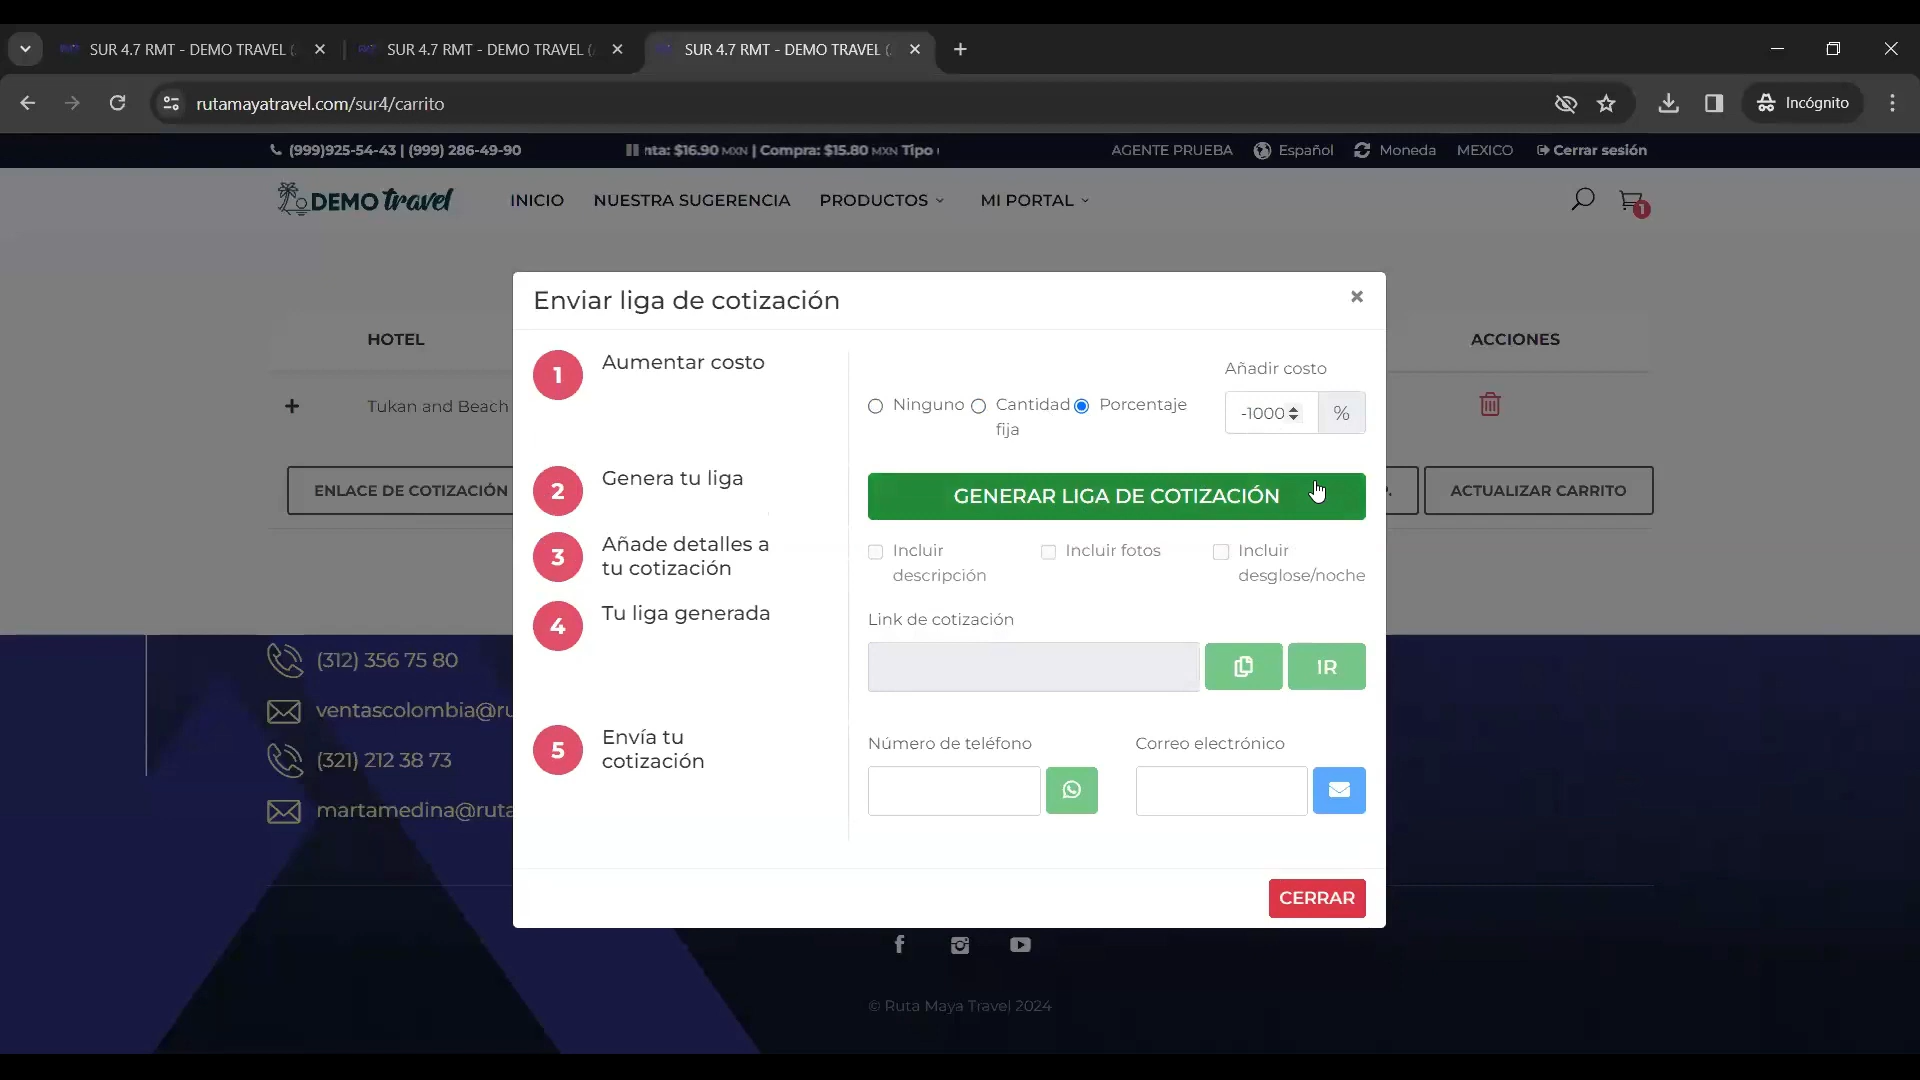 SUR 4.7 RMT - DEMO TRAVEL (
SUR 4.7 RMT - DEMO TRAVEL (
SUR 4.7 RMT - DEMO TRAVEL (
rutamayatravel.com/sur4/carrito
Incógnito
(999)925-54-43 | (999) 286-49-90
nta: $16.90 MXN | Compra: $15.80 MXN Tipo
AGENTE PRUEBA
Español
Moneda
MEXICO
Cerrar sesión
DEMO travel
INICIO
NUESTRA SUGERENCIA
PRODUCTOS
MI PORTAL
1
Enviar liga de cotización
HOTEL
ACCIONES
Tukan and Beach
ENLACE DE COTIZACIÓN
P.
ACTUALIZAR CARRITO
1
Aumentar costo
Ninguno
Cantidad
fija
Porcentaje
Añadir costo
-1000
%
2
Genera tu liga
GENERAR LIGA DE COTIZACIÓN
3
Añade detalles a
tu cotización
Incluir
descripción
Incluir fotos
Incluir
desglose/noche
4
Tu liga generada
Link de cotización
IR
5
Envía tu
cotización
Número de teléfono
Correo electrónico
CERRAR
(312) 356 75 80
ventascolombia@ru
(321) 212 38 73
martamedina@ruta
© Ruta Maya Travel 2024